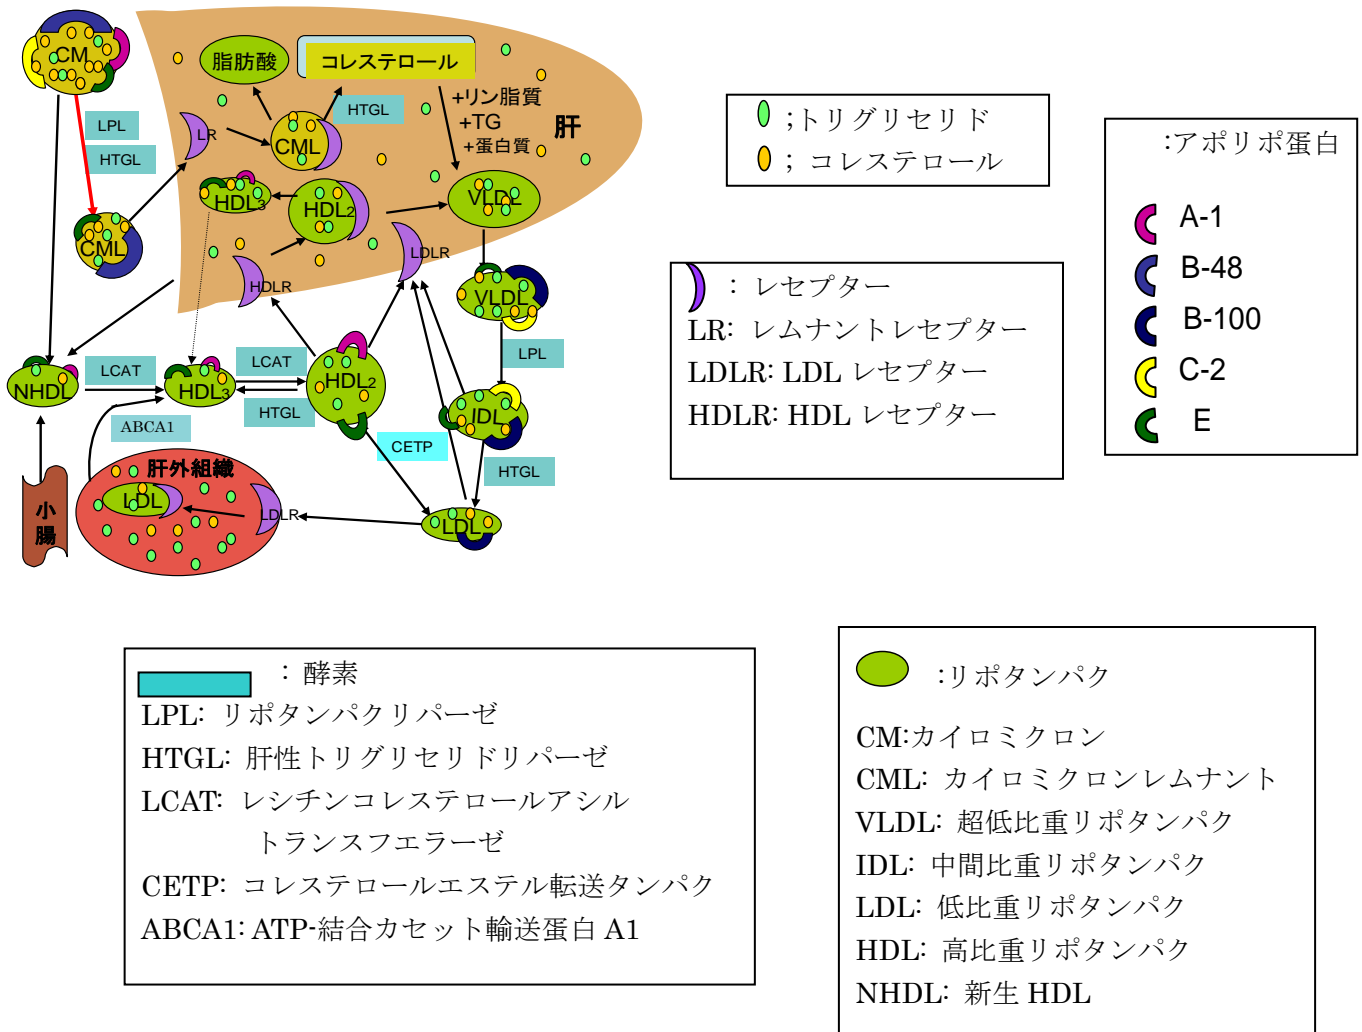 CM
脂肪酸
コレステロール
LPL
HTGL
LR
HTGL
CML
+リン脂質
+TG
+蛋白質
肝
HDL3
HDL2
VLDL
CML
LDLR
HDLR
VLDL
LPL
NHDL
LCAT
HDL3
LCAT
HTGL
HDL2
IDL
ABCA1
CETP
HTGL
肝外組織
LDL
LDLR
LDL
小
腸
;トリグリセリド
; コレステロール
:アポリポ蛋白
A-1
B-48
B-100
C-2
E
: レセプター
LR: レムナントレセプター
LDLR: LDL レセプター
HDLR: HDL レセプター
: 酵素
LPL: リポタンパクリパーゼ
HTGL: 肝性トリグリセリドリパーゼ
LCAT: レシチンコレステロールアシル
トランスフエラーゼ
CETP: コレステロールエステル転送タンパク
ABCA1: ATP-結合カセット輸送蛋白 A1
:リポタンパク
CM:カイロミクロン
CML: カイロミクロンレムナント
VLDL: 超低比重リポタンパク
IDL: 中間比重リポタンパク
LDL: 低比重リポタンパク
HDL: 高比重リポタンパク
NHDL: 新生 HDL